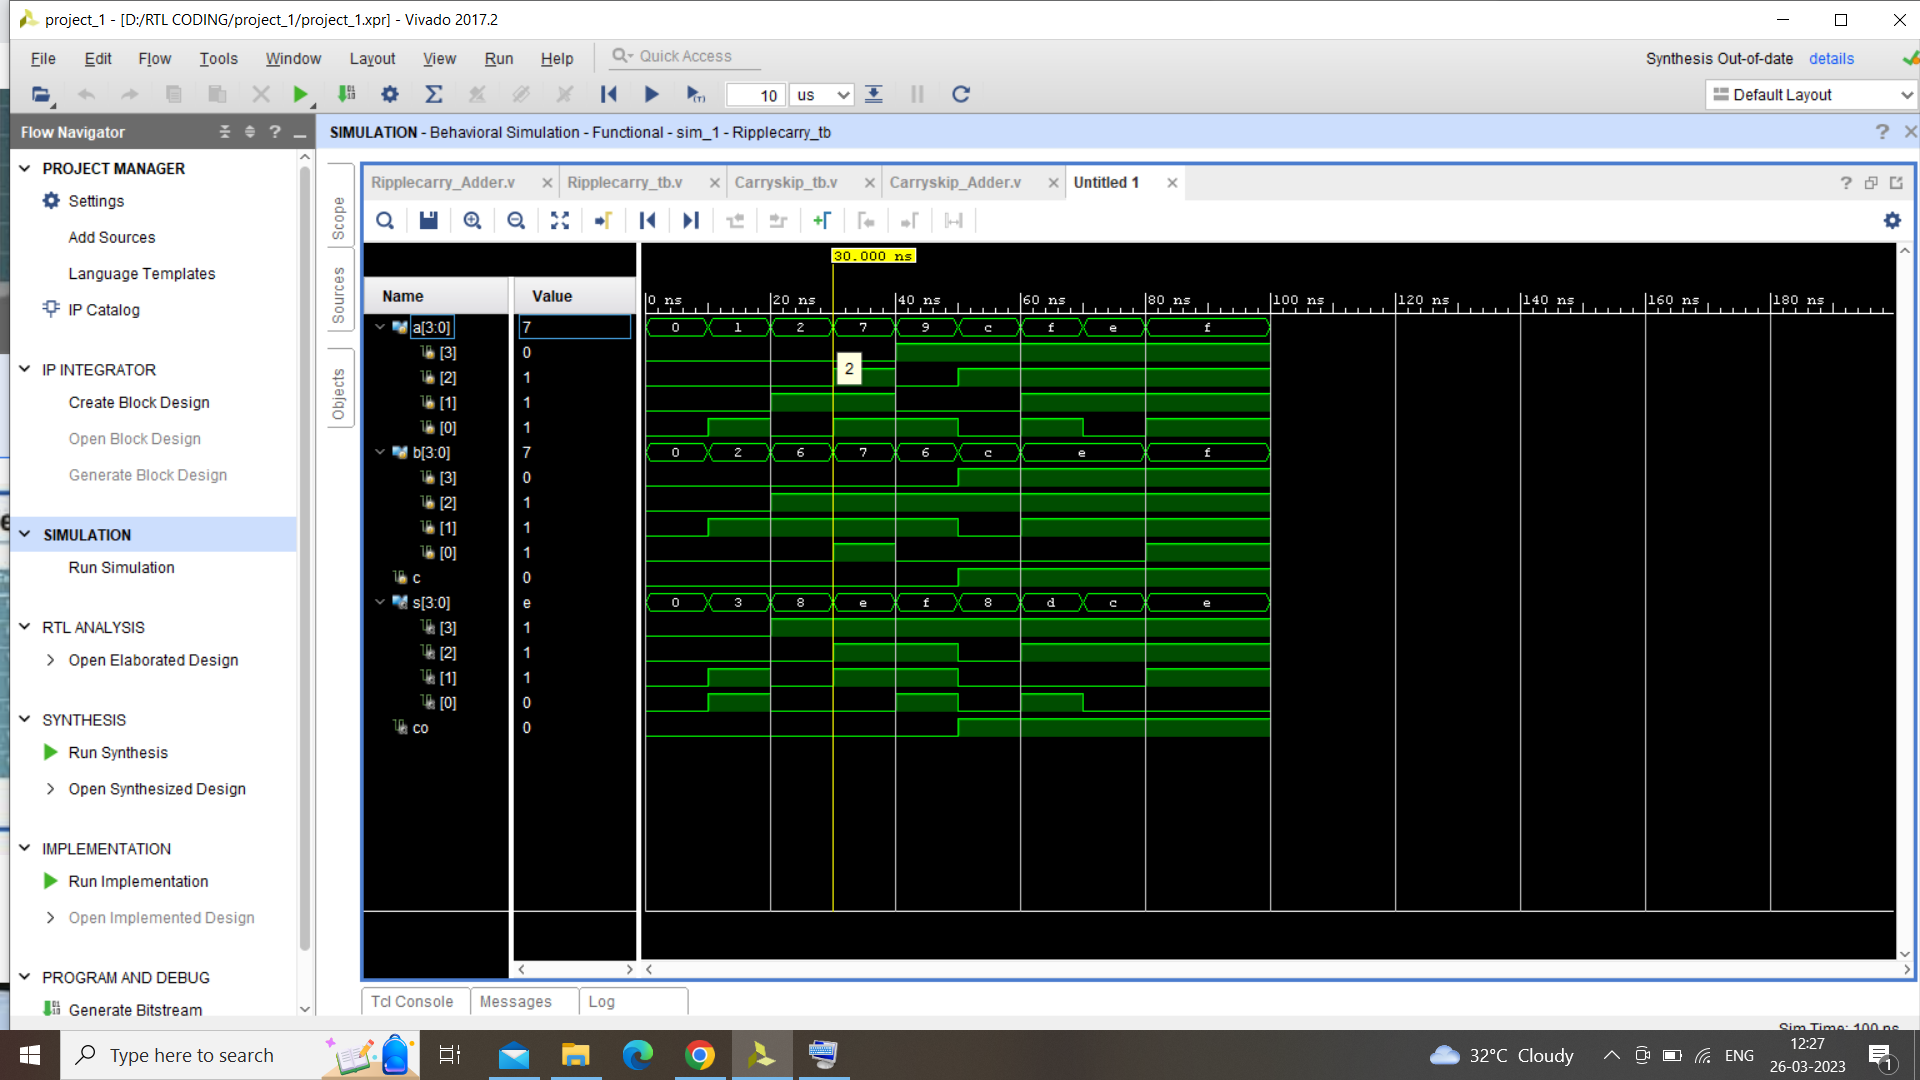 project_1 - [D:/RTL CODING/project_1/project_1.xpr] - Vivado 2017.2
File Edit Flow Tools Window Layout View Run Help Quick Access Synthesis Out-of-date details
10 us Default Layout
Flow Navigator
SIMULATION - Behavioral Simulation - Functional - sim_1 - Ripplecarry_tb
PROJECT MANAGER
Settings
Add Sources
Language Templates
IP Catalog
IP INTEGRATOR
Create Block Design
Open Block Design
Generate Block Design
SIMULATION
Run Simulation
RTL ANALYSIS
Open Elaborated Design
SYNTHESIS
Run Synthesis
Open Synthesized Design
IMPLEMENTATION
Run Implementation
Open Implemented Design
PROGRAM AND DEBUG
Generate Bitstream
Scope
Sources
Objects
Ripplecarry_Adder.v Ripplecarry_tb.v Carryskip_tb.v Carryskip_Adder.v Untitled 1
30.000 ns
Name Value 0 ns 20 ns 40 ns 60 ns 80 ns 100 ns 120 ns 140 ns 160 ns 180 ns
a[3:0] 7 0 1 2 7 9 c f e f
[3] 0
[2] 1 2
[1] 1
[0] 1
b[3:0] 7 0 2 6 7 6 c e f
[3] 0
[2] 1
[1] 1
[0] 1
c 0
s[3:0] e 0 3 8 e f 8 d c e
[3] 1
[2] 1
[1] 1
[0] 0
co 0
Tcl Console Messages Log
Sim Time: 100 ns
Type here to search
32°C Cloudy
ENG
12:27
26-03-2023
1